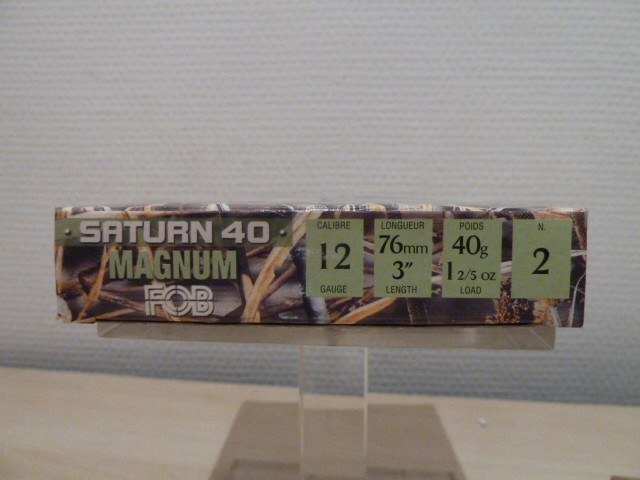 SATURN 40
MAGNUM
FOB
CALIBRE
12
GAUGE
LONGUEUR
76mm
3"
LENGTH
POIDS
40g
1 2/5 OZ
LOAD
N.
2